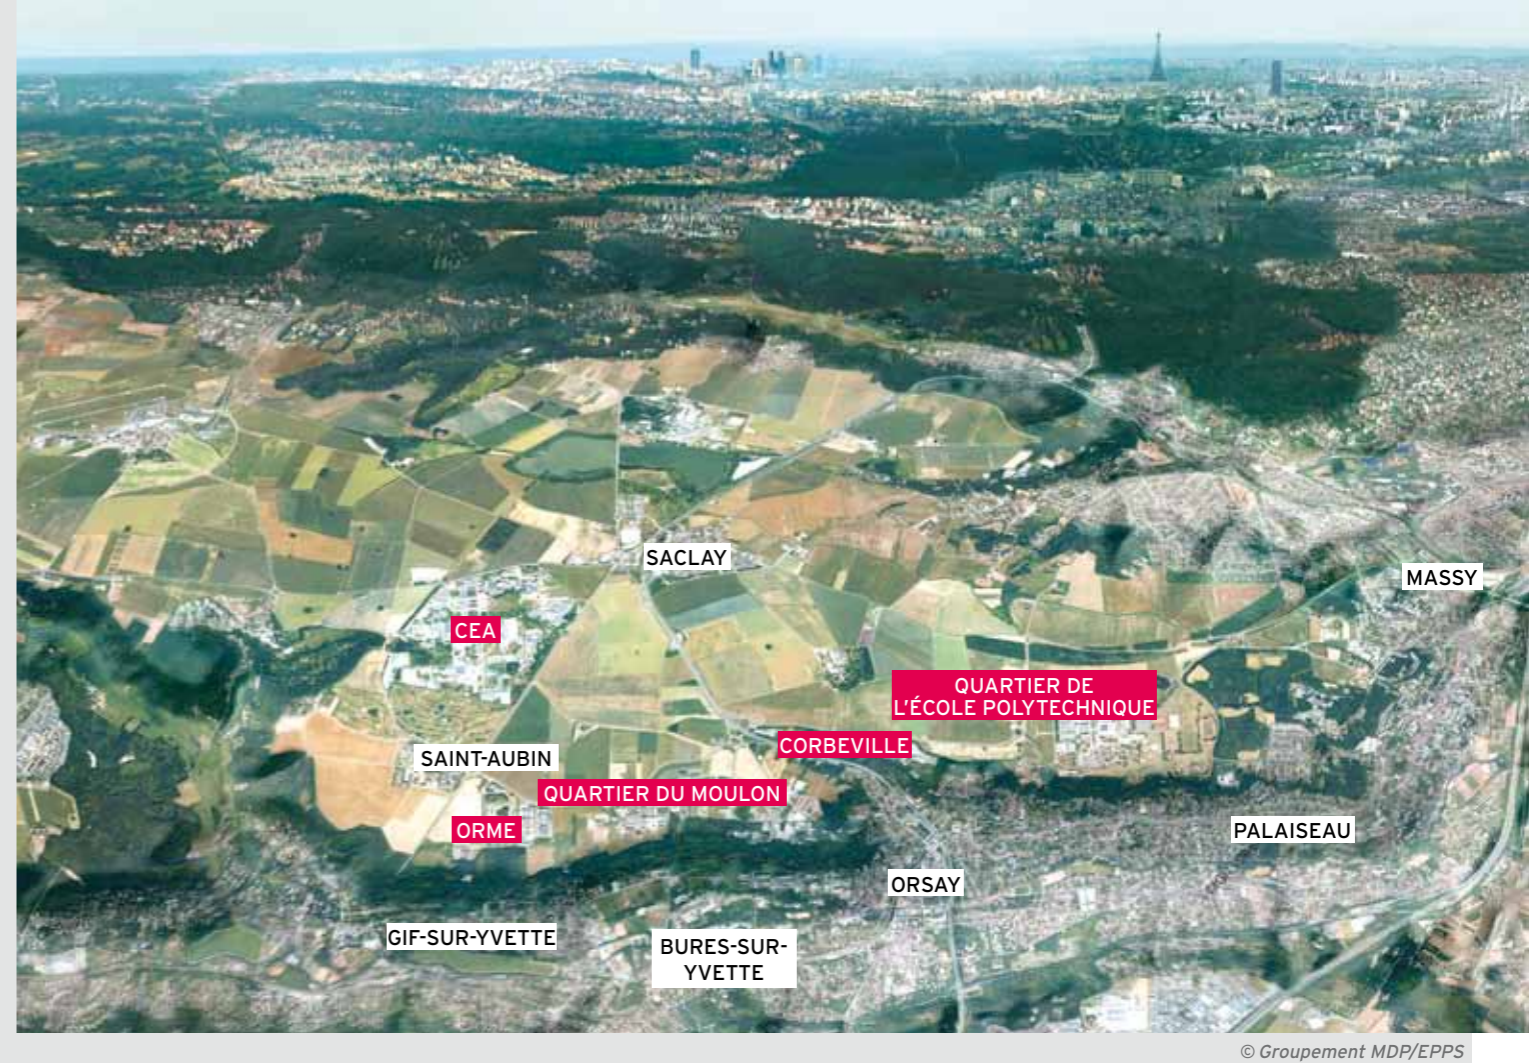 SACLAY
MASSY
CEA
QUARTIER DE
L'ÉCOLE POLYTECHNIQUE
CORBEVILLE
SAINT-AUBIN
QUARTIER DU MOULON
ORME
PALAISEAU
ORSAY
GIF-SUR-YVETTE
BURES-SUR-
YVETTE
© Groupement MDP/EPPS